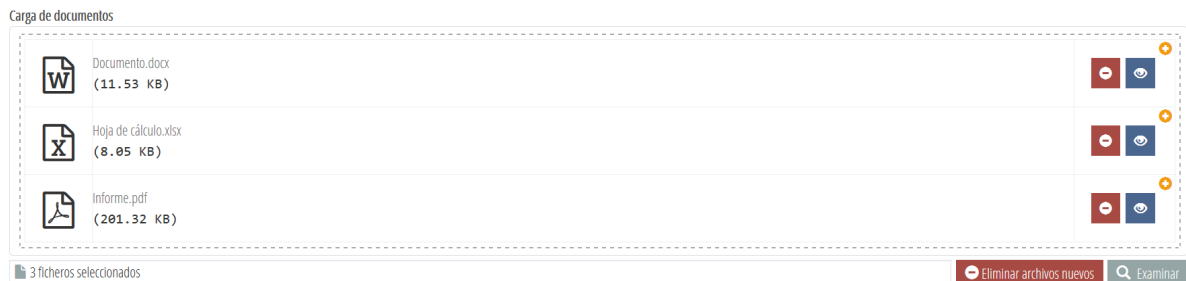 Carga de documentos
W
Documento.docx
(11.53 KB)
X
Hoja de cálculo.xlsx
(8.05 KB)
Informe.pdf
(201.32 KB)
3 ficheros seleccionados
Eliminar archivos nuevos
Examinar